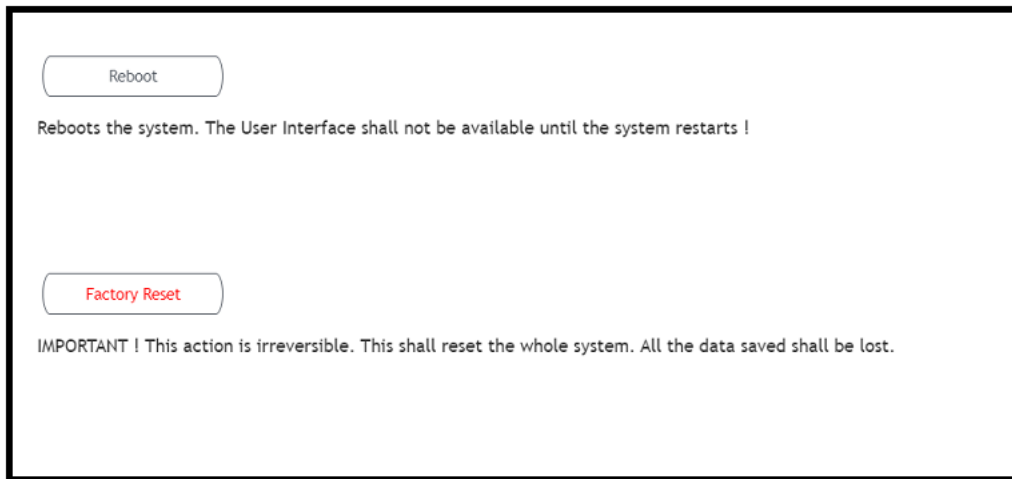 Reboot
Reboots the system. The User Interface shall not be available until the system restarts !
Factory Reset
IMPORTANT ! This action is irreversible. This shall reset the whole system. All the data saved shall be lost.